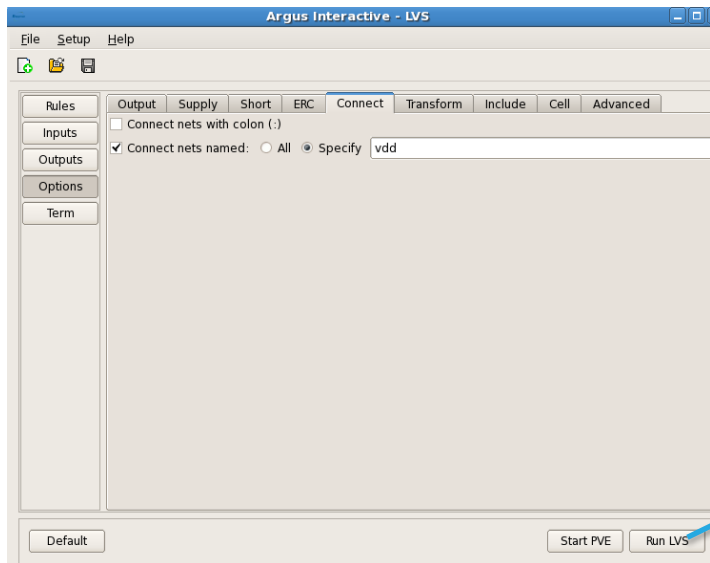 Argus Interactive - LVS
File Setup Help
Rules
Inputs
Outputs
Options
Term
Output Supply Short ERC Connect Transform Include Cell Advanced
Connect nets with colon (:)
Connect nets named: All Specify vdd
Default Start PVE Run LVS